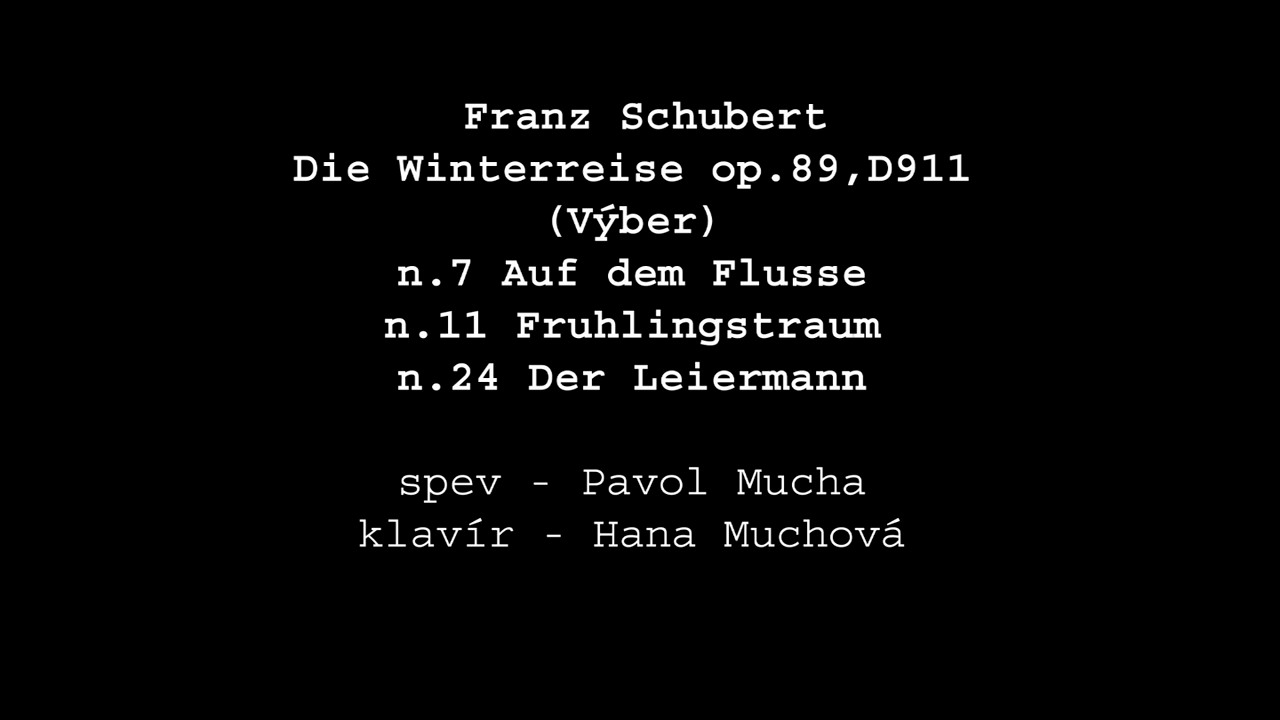 Franz Schubert
Die Winterreise op.89,D911
(Výber)
n.7 Auf dem Flusse
n.11 Fruhlingstraum
n.24 Der Leiermann
spev - Pavol Mucha
klavír - Hana Muchová